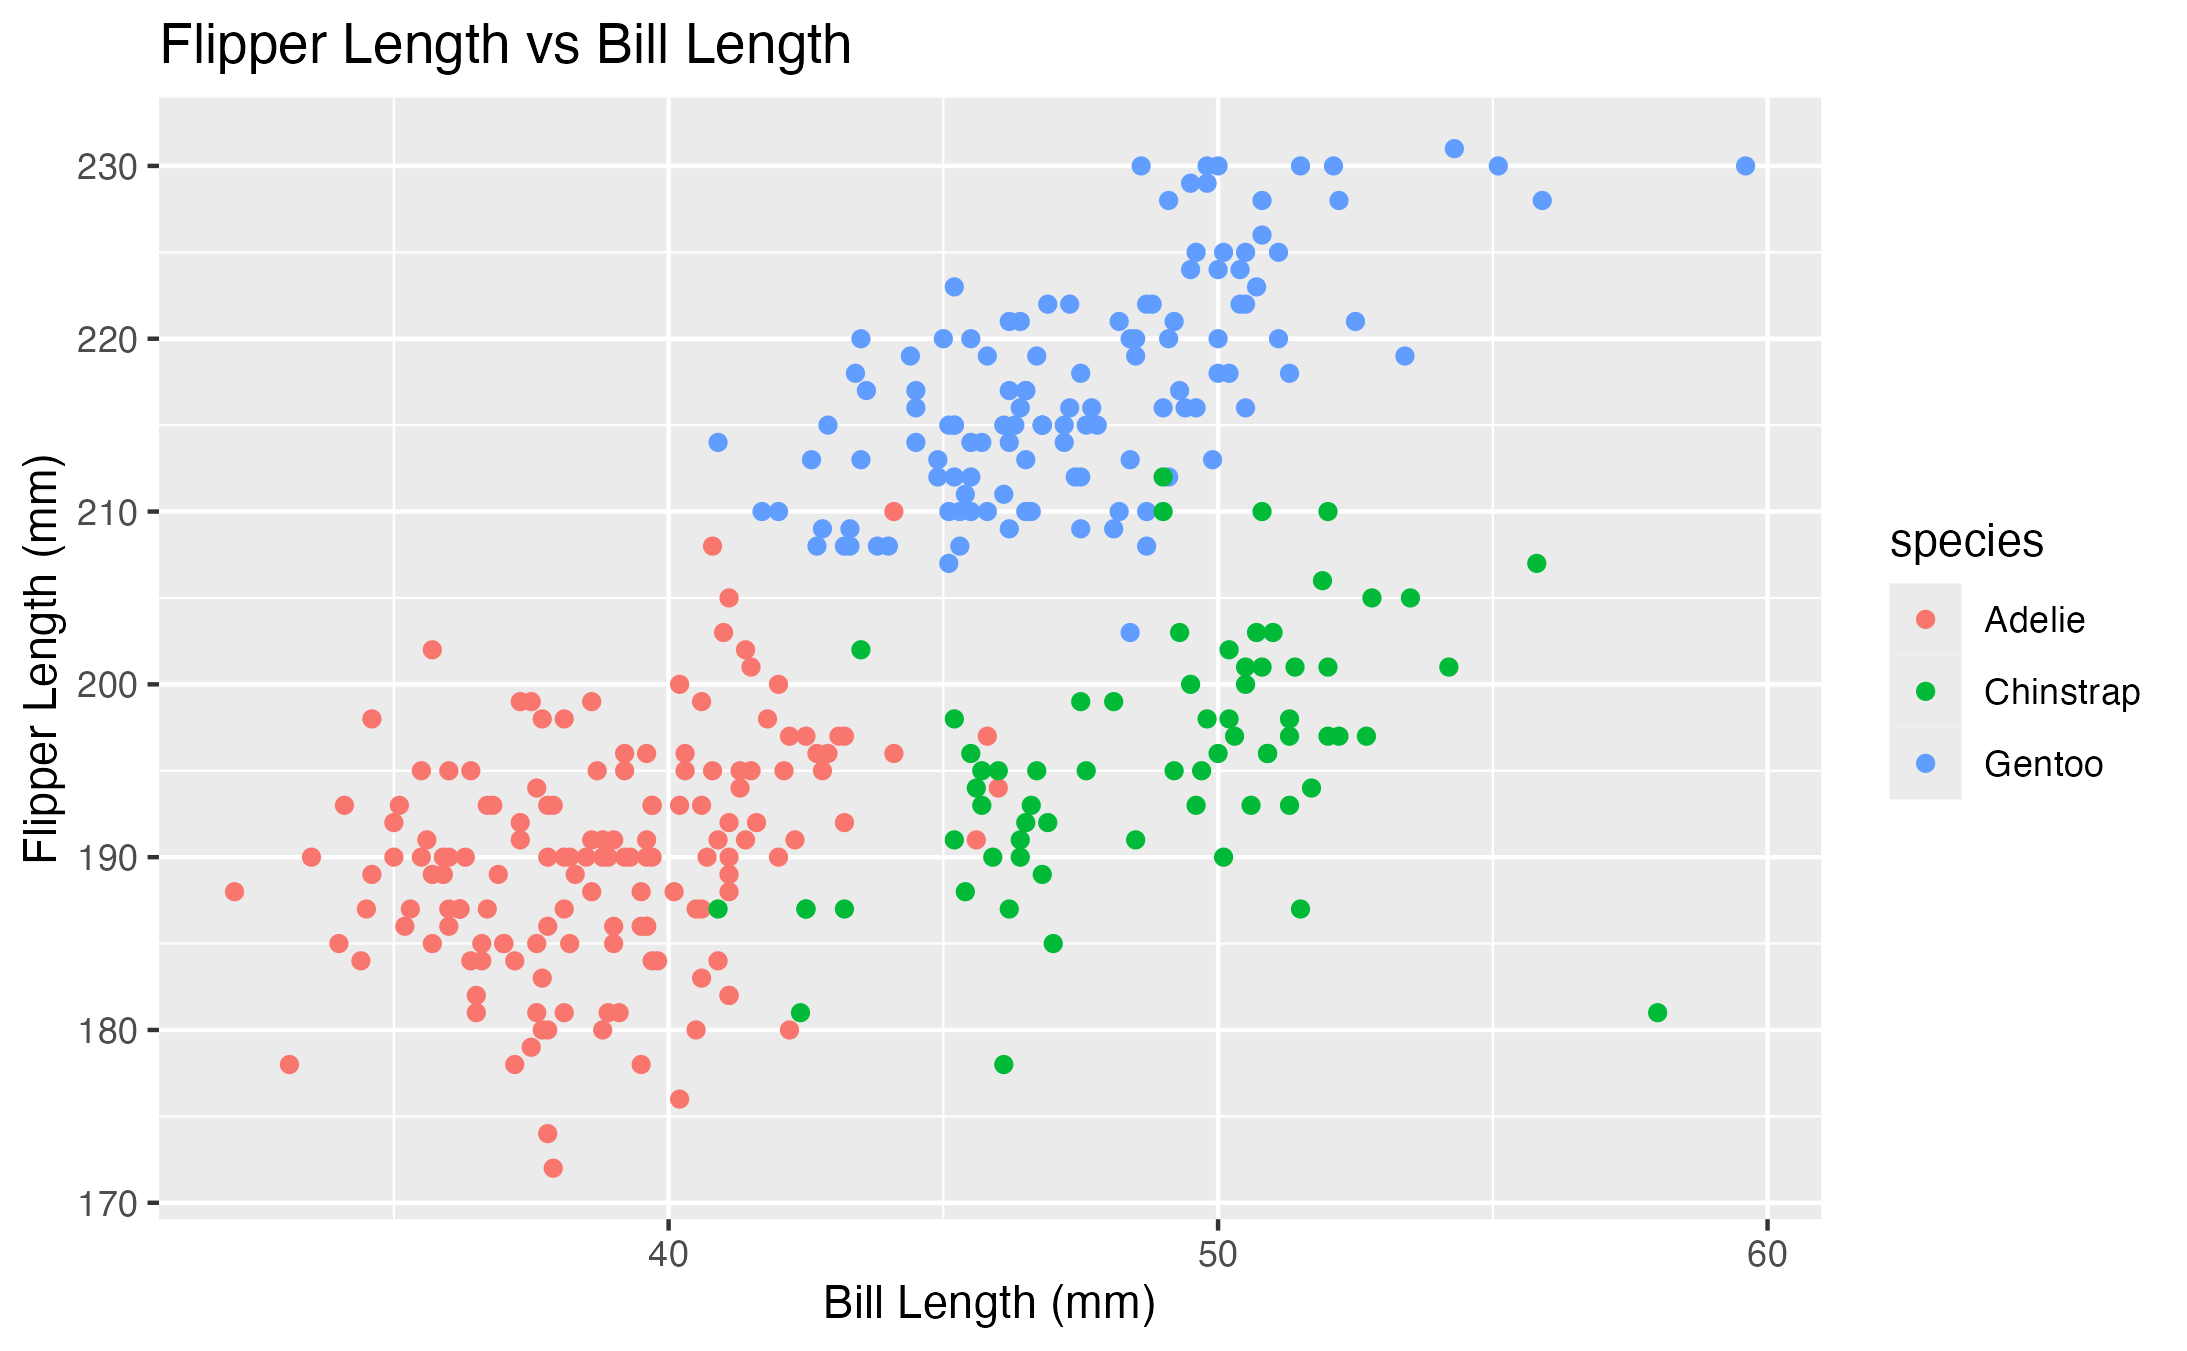 Flipper Length vs Bill Length
Flipper Length (mm)
230
220
210
200
190
180
170
40 50 60
Bill Length (mm)
species
Adelie
Chinstrap
Gentoo